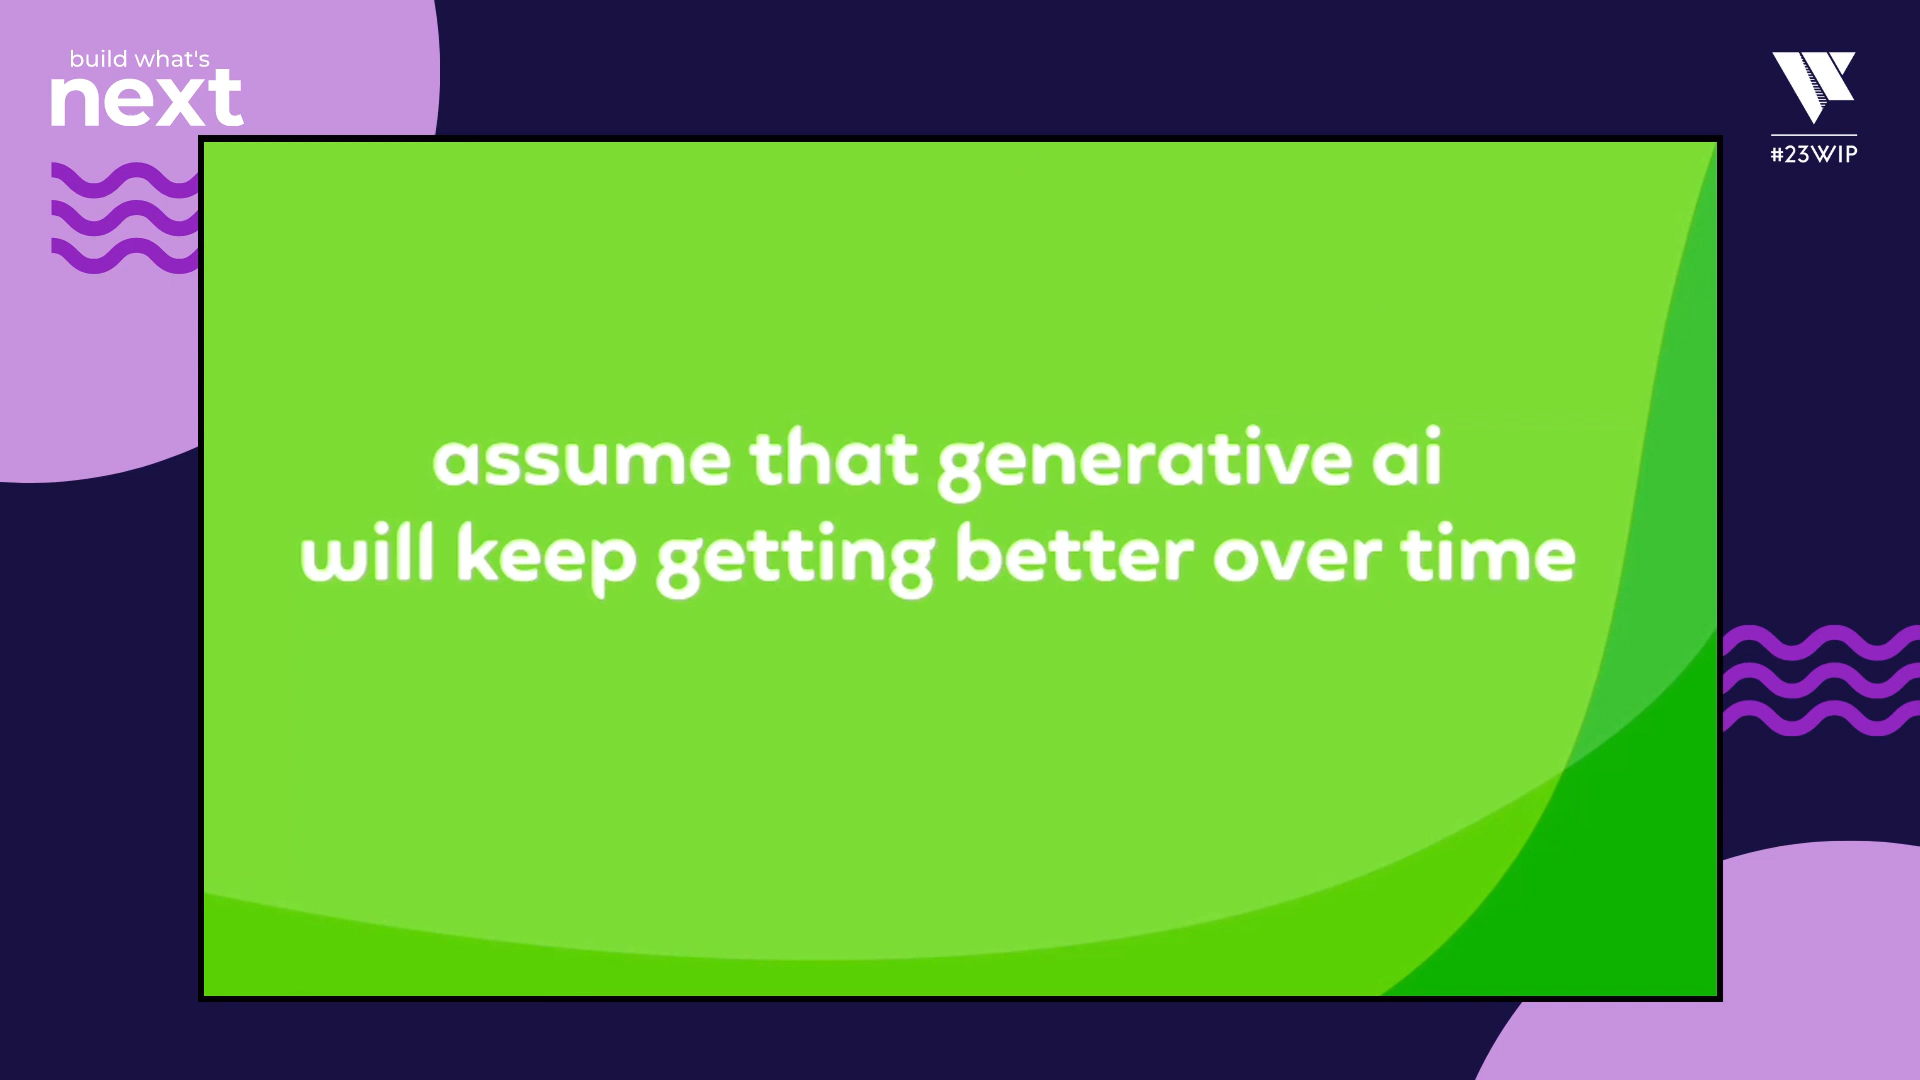 build what's
next
#23WIP
assume that generative ai
will keep getting better over time